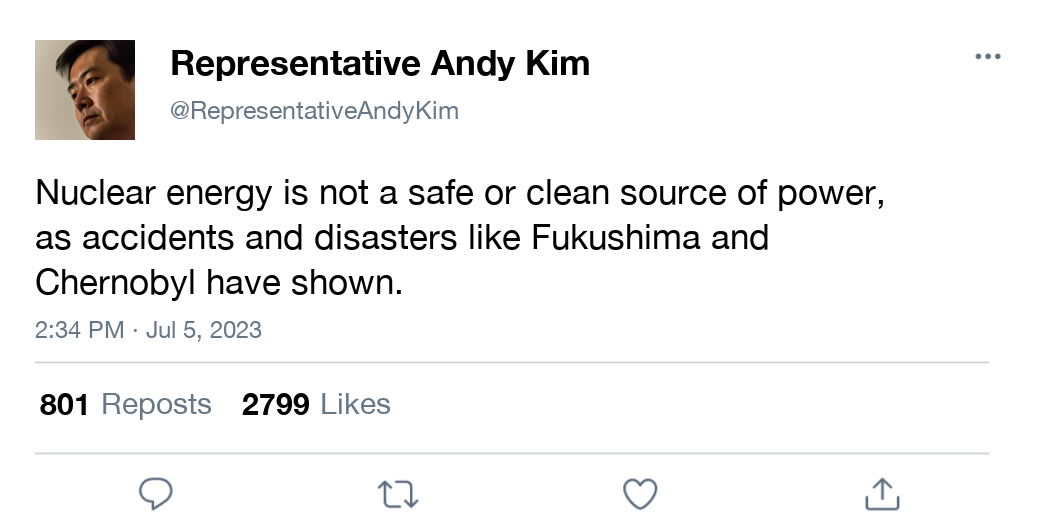 Representative Andy Kim
@RepresentativeAndyKim
Nuclear energy is not a safe or clean source of power,
as accidents and disasters like Fukushima and
Chernobyl have shown.
2:34 PM · Jul 5, 2023
801 Reposts 2799 Likes